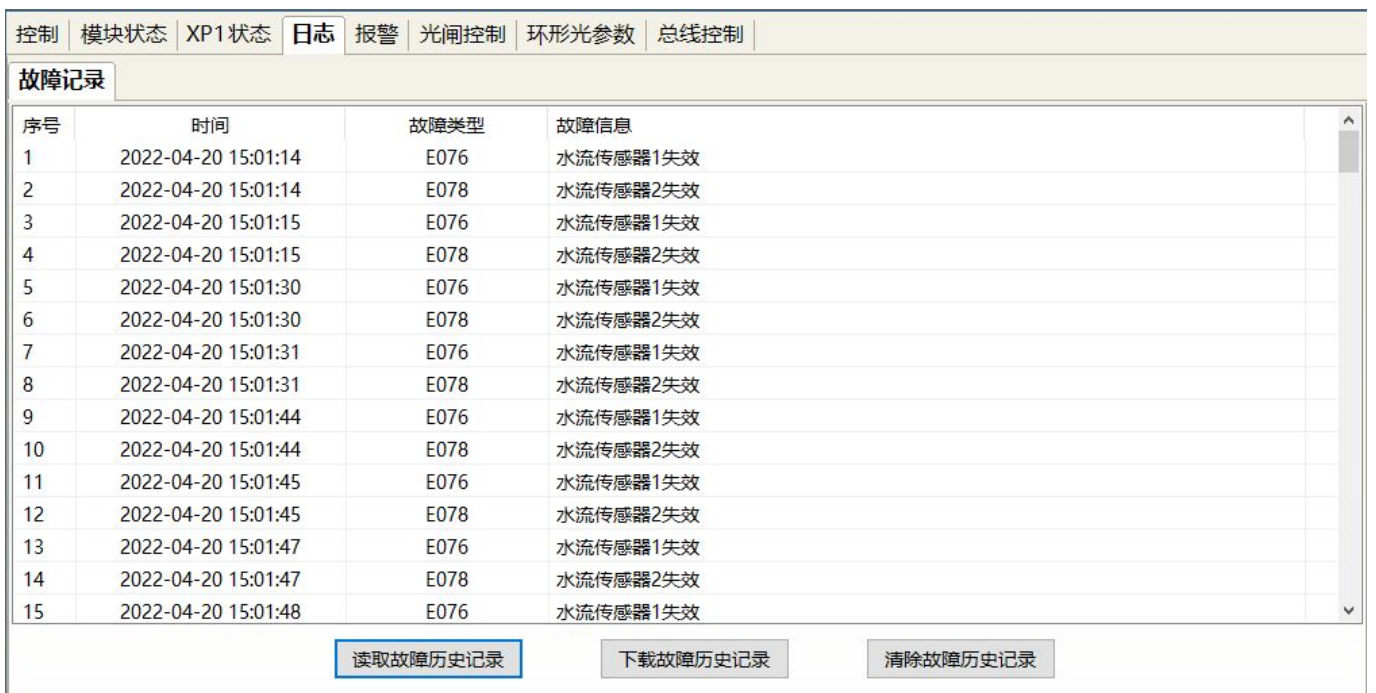 控制 模块状态 XP1状态 日志 报警 光闸控制 环形光参数 总线控制
故障记录
序号 时间 故障类型 故障信息
1 2022-04-20 15:01:14 E076 水流传感器1失效
2 2022-04-20 15:01:14 E078 水流传感器2失效
3 2022-04-20 15:01:15 E076 水流传感器1失效
4 2022-04-20 15:01:15 E078 水流传感器2失效
5 2022-04-20 15:01:30 E076 水流传感器1失效
6 2022-04-20 15:01:30 E078 水流传感器2失效
7 2022-04-20 15:01:31 E076 水流传感器1失效
8 2022-04-20 15:01:31 E078 水流传感器2失效
9 2022-04-20 15:01:44 E076 水流传感器1失效
10 2022-04-20 15:01:44 E078 水流传感器2失效
11 2022-04-20 15:01:45 E076 水流传感器1失效
12 2022-04-20 15:01:45 E078 水流传感器2失效
13 2022-04-20 15:01:47 E076 水流传感器1失效
14 2022-04-20 15:01:47 E078 水流传感器2失效
15 2022-04-20 15:01:48 E076 水流传感器1失效
读取故障历史记录 下载故障历史记录 清除故障历史记录